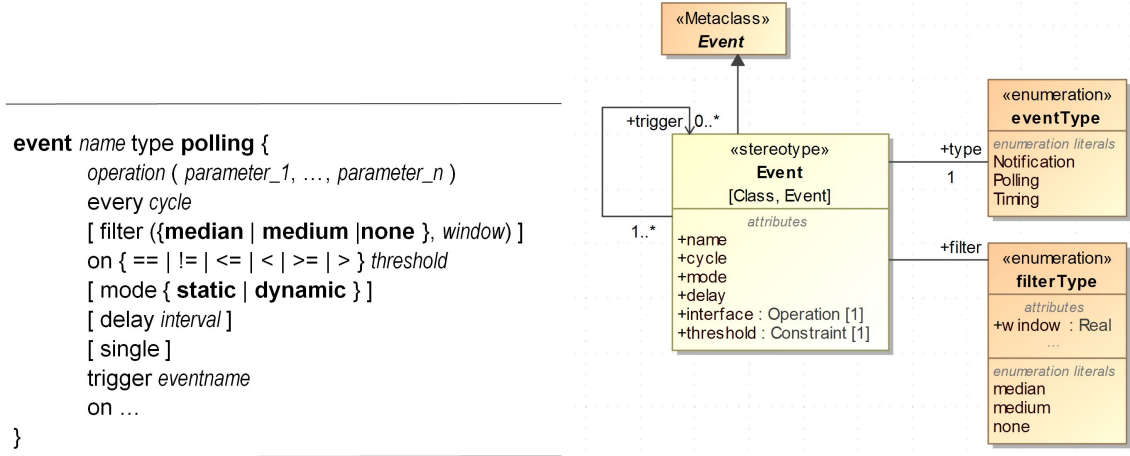 event name type polling {
operation ( parameter_1, …, parameter_n )
every cycle
[ filter ({median | medium |none }, window) ]
on { == | != | <= | < | >= | > } threshold
[ mode { static | dynamic } ]
[ delay interval ]
[ single ]
trigger eventname
on …
}
«Metaclass»
Event
+trigger 0..*
1..*
«stereotype»
Event
[Class, Event]
attributes
+name
+cycle
+mode
+delay
+interface : Operation [1]
+threshold : Constraint [1]
+type
1
+filter
«enumeration»
eventType
enumeration literals
Notification
Polling
Timing
«enumeration»
filterType
attributes
+window : Real
...
enumeration literals
median
medium
none